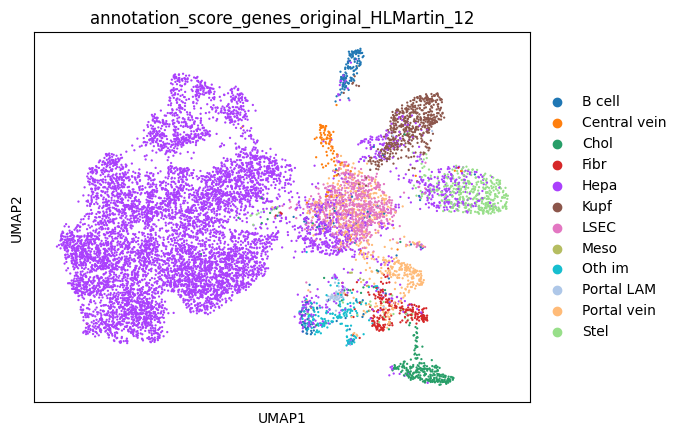 annotation_score_genes_original_HLMartin_12
UMAP2
UMAP1
B cell
Central vein
Chol
Fibr
Hepa
Kupf
LSEC
Meso
Oth im
Portal LAM
Portal vein
Stel